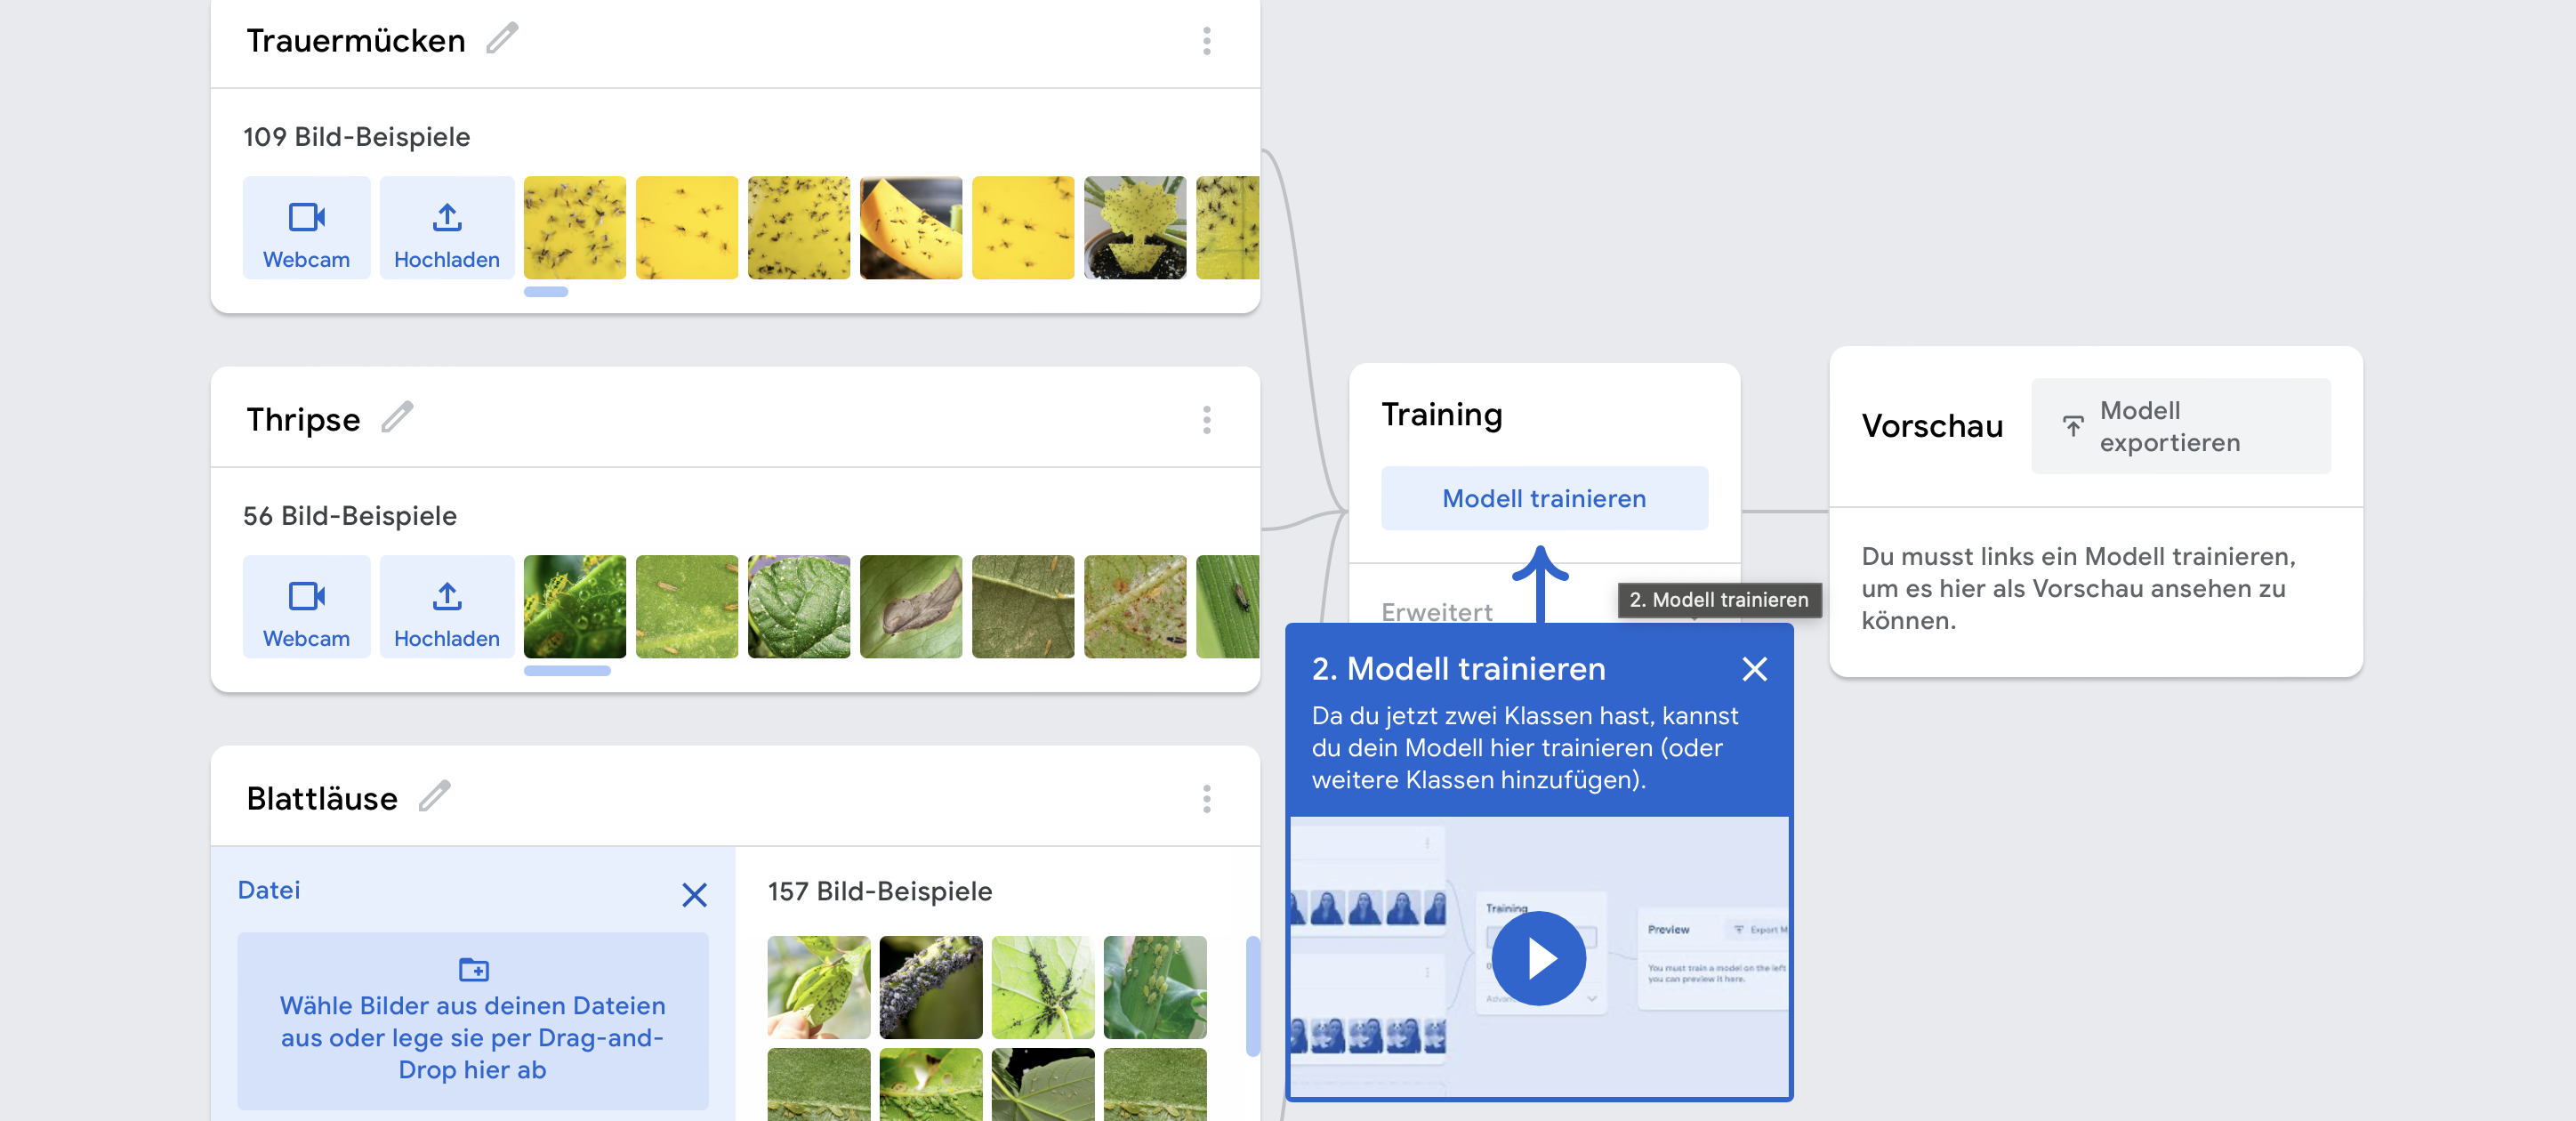 Trauermücken
109 Bild-Beispiele
Webcam
Hochladen
Thripse
56 Bild-Beispiele
Webcam
Hochladen
Blattläuse
Datei
Wähle Bilder aus deinen Dateien
aus oder lege sie per Drag-and-
Drop hier ab
157 Bild-Beispiele
Training
Modell trainieren
Erweitert
2. Modell trainieren
2. Modell trainieren
Da du jetzt zwei Klassen hast, kannst
du dein Modell hier trainieren (oder
weitere Klassen hinzufügen).
Training
Preview
Export
You must train a model on the left
you can preview it here.
Vorschau
Modell
exportieren
Du musst links ein Modell trainieren,
um es hier als Vorschau ansehen zu
können.